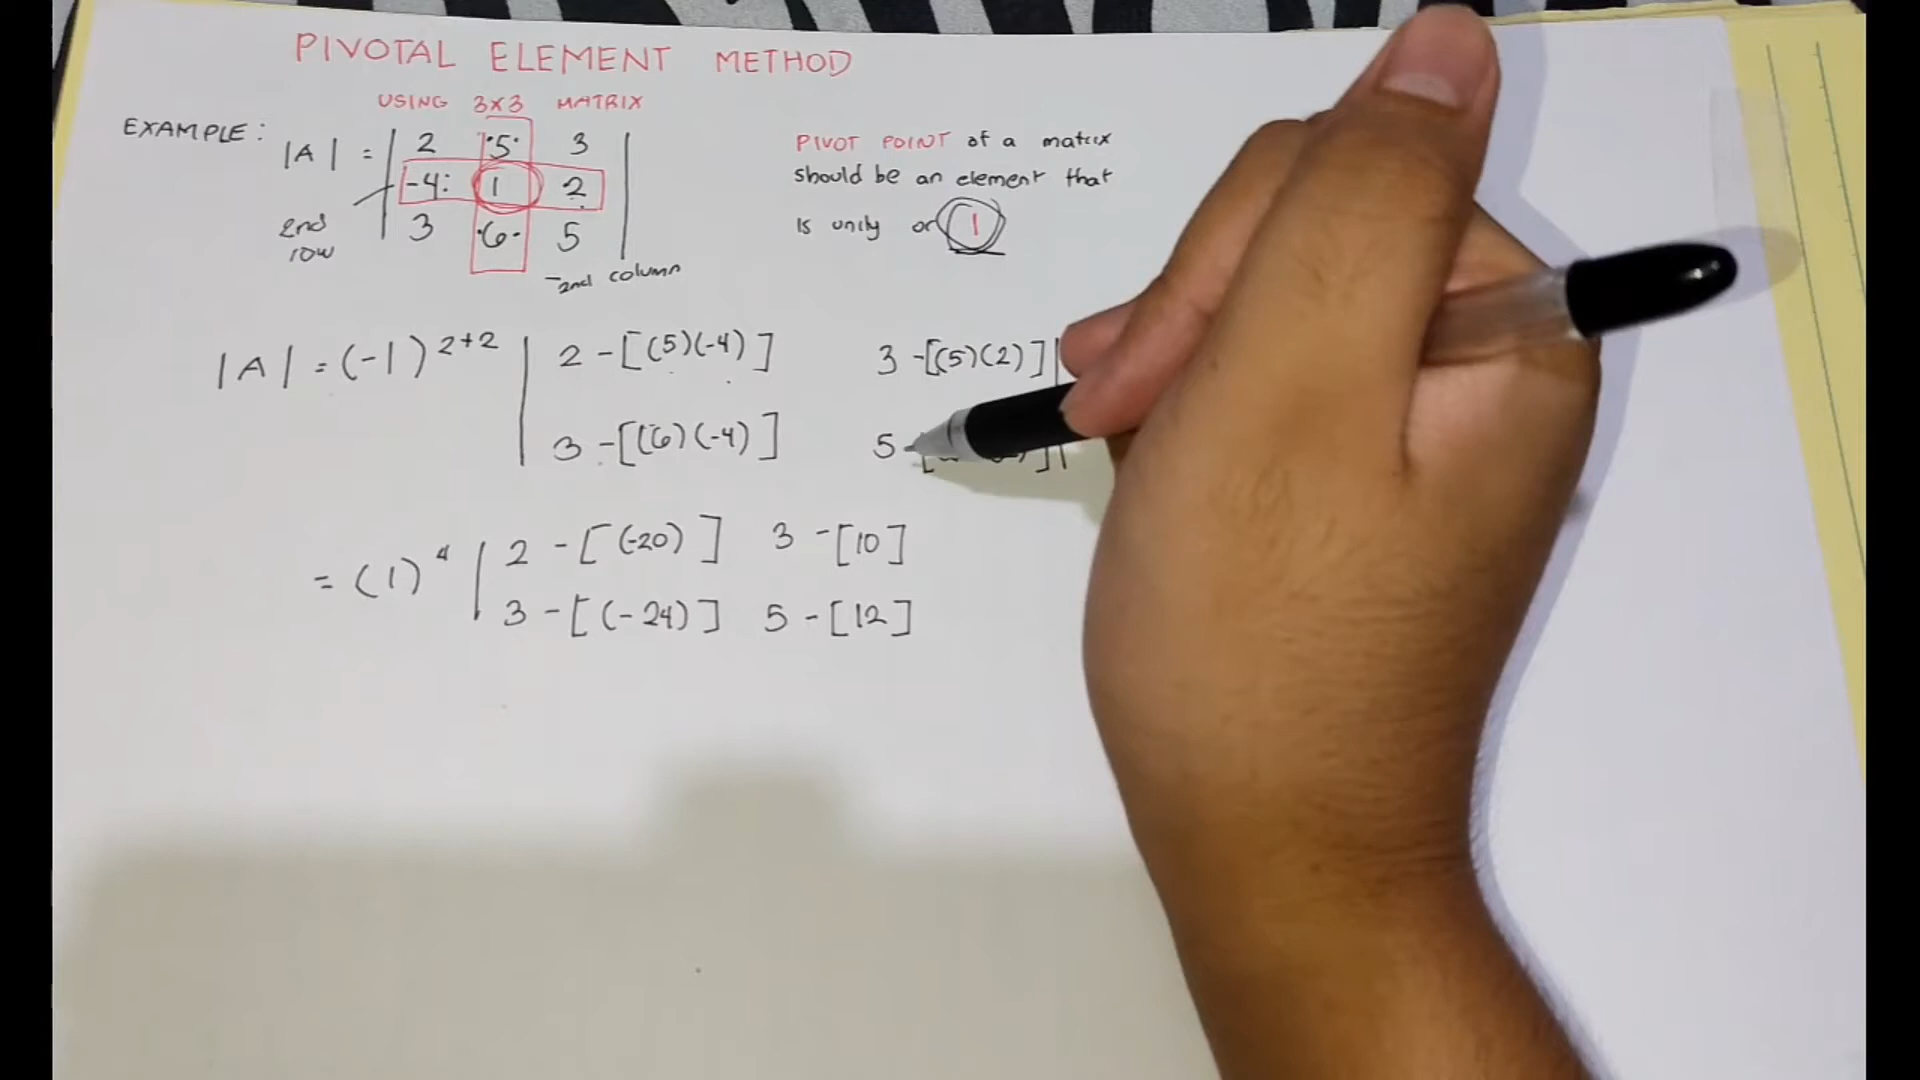 PIVOTAL ELEMENT METHOD
USING 3x3 MATRIX
EXAMPLE: |A| = | 2 5 3 |
-4 1 2
3 6 5
2nd row
2nd column
PIVOT POINT of a matrix
should be an element that
is unity or 1
|A| = (-1)^2+2 | 2 -[(5)(-4)] 3 -[(5)(2)] |
3 -[(6)(-4)] 5 -[
= (1)^4 | 2 - [(-20)] 3 - [10]
3 - [(-24)] 5 - [12]